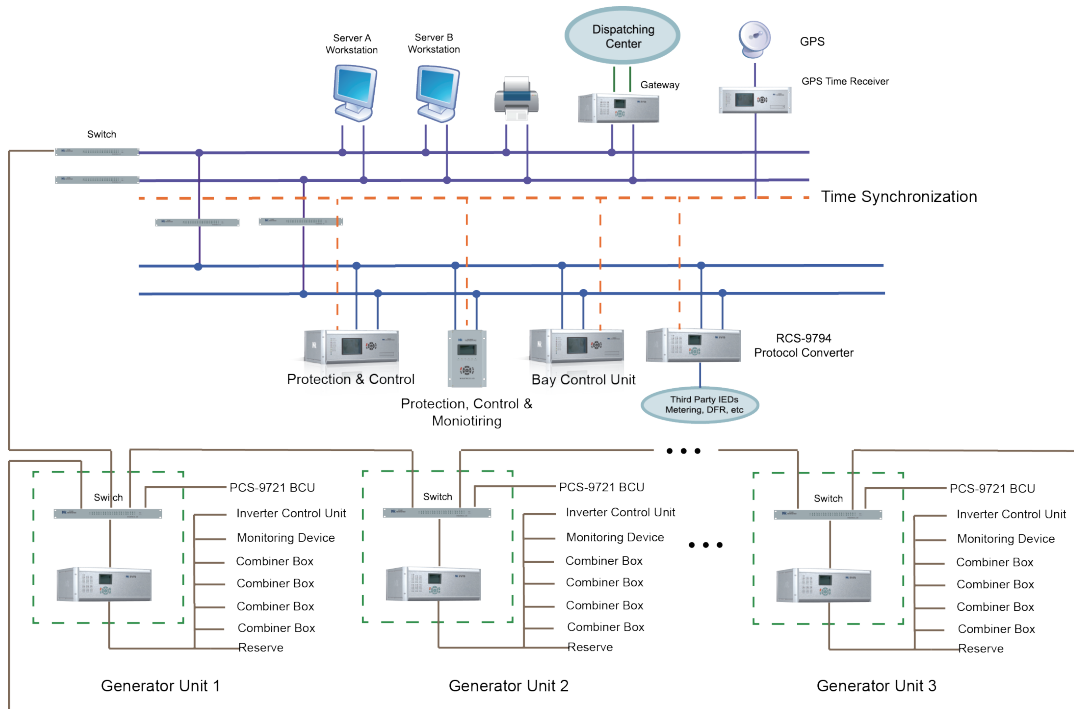 Server A
Workstation
Server B
Workstation
Dispatching
Center
GPS
Gateway
GPS Time Receiver
Switch
Time Synchronization
Protection & Control
Protection, Control &
Moniotiring
Bay Control Unit
RCS-9794
Protocol Converter
Third Party IEDs
Metering, DFR, etc
Switch
PCS-9721 BCU
Inverter Control Unit
Monitoring Device
Combiner Box
Combiner Box
Combiner Box
Combiner Box
Reserve
Generator Unit 1
Switch
PCS-9721 BCU
Inverter Control Unit
Monitoring Device
Combiner Box
Combiner Box
Combiner Box
Combiner Box
Reserve
Generator Unit 2
Switch
PCS-9721 BCU
Inverter Control Unit
Monitoring Device
Combiner Box
Combiner Box
Combiner Box
Combiner Box
Reserve
Generator Unit 3